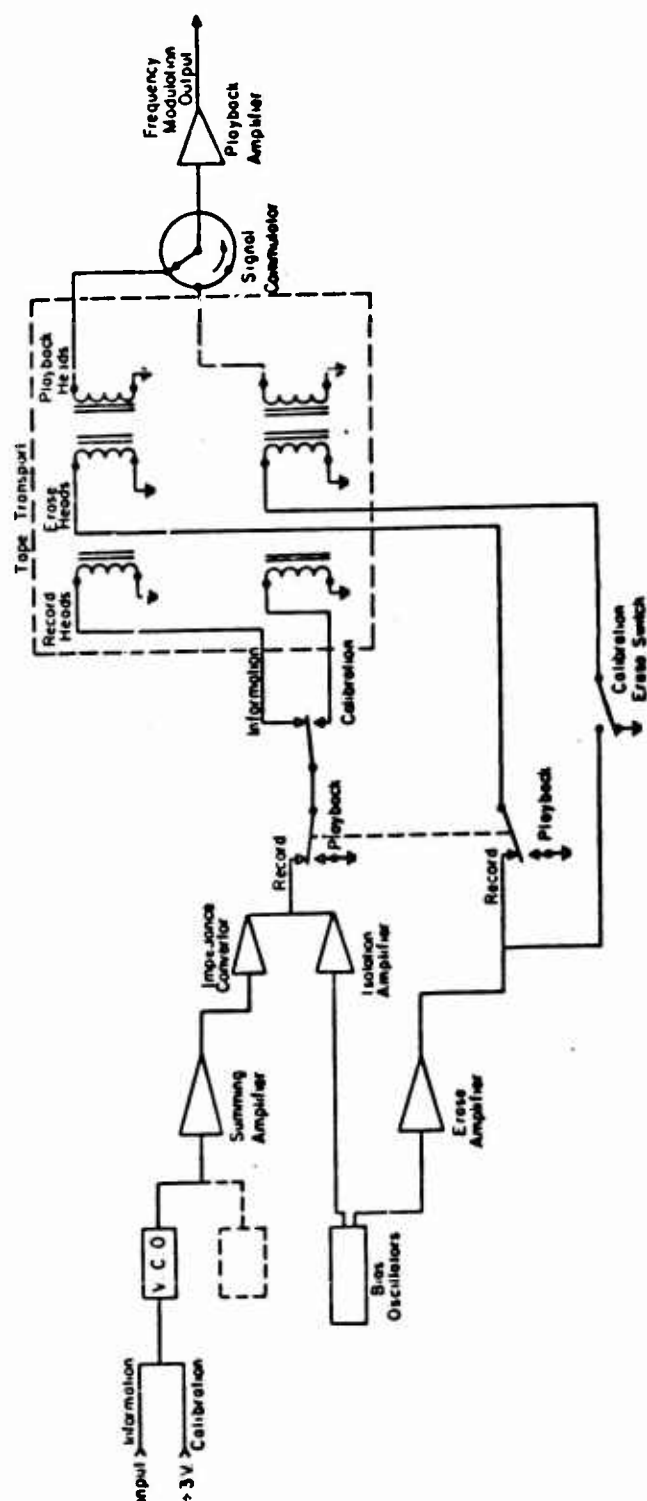 Input
Information
+3V.
Calibration
V C O
Summing
Amplifier
Impedance
Convertor
Isolation
Amplifier
Bias
Oscillators
Erase
Amplifier
Record
Playback
Record
Playback
Information
Calibration
Calibration
Erase Switch
Tape Transport
Record
Heads
Erase
Heads
Playback
Heads
Signal
Commutator
Playback
Amplifier
Frequency
Modulation
Output